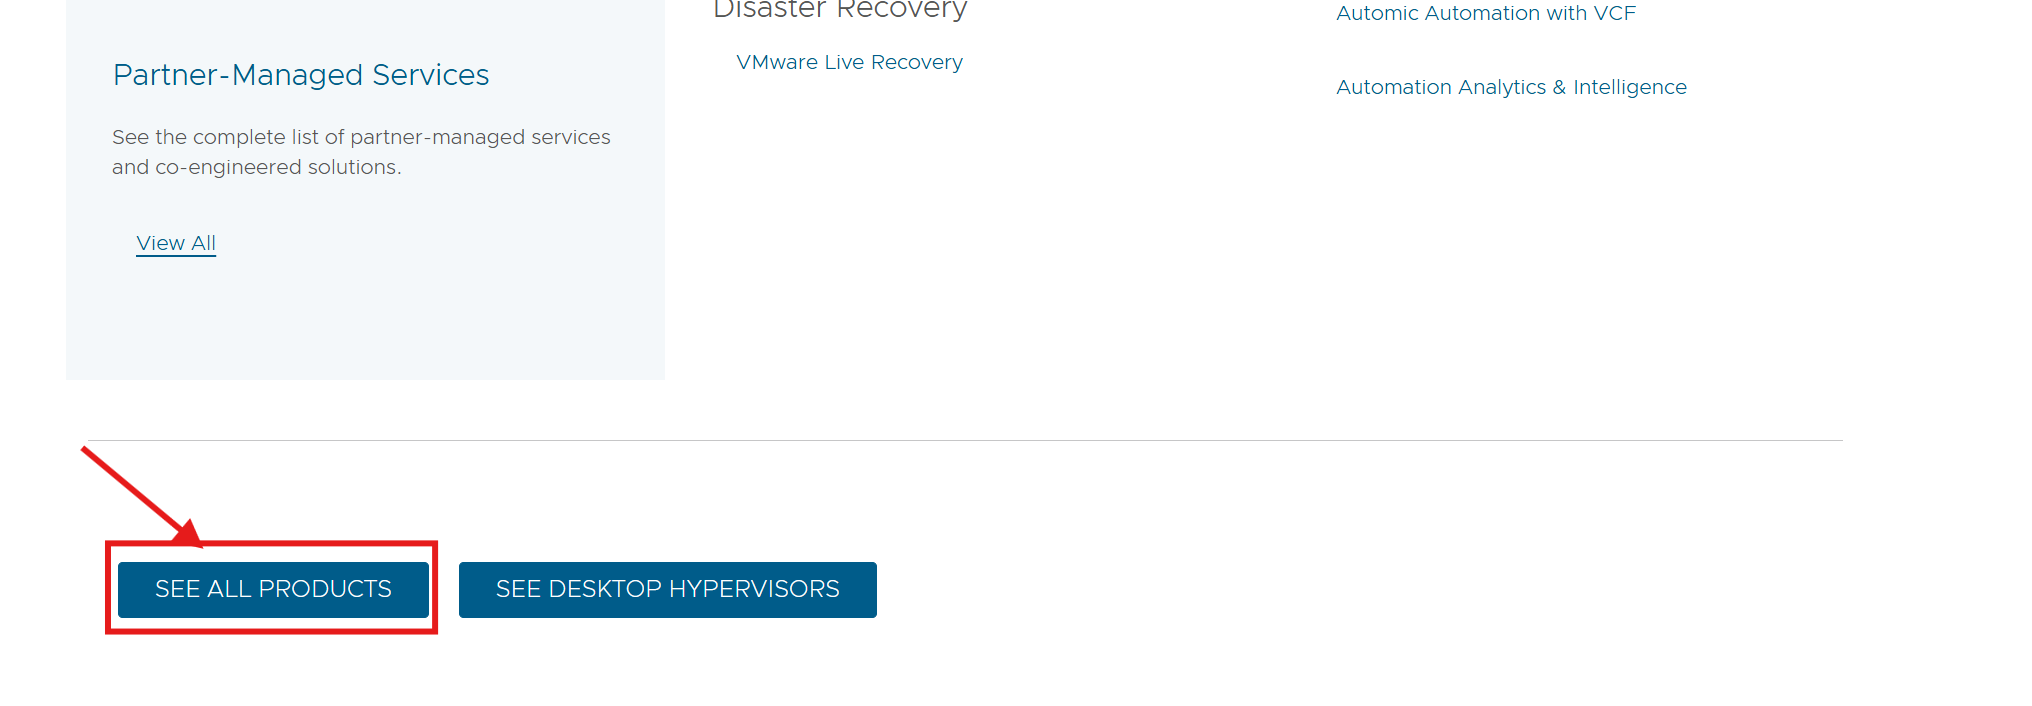 Partner-Managed Services
See the complete list of partner-managed services
and co-engineered solutions.
View All
Disaster Recovery
VMware Live Recovery
Automic Automation with VCF
Automation Analytics & Intelligence
SEE ALL PRODUCTS
SEE DESKTOP HYPERVISORS